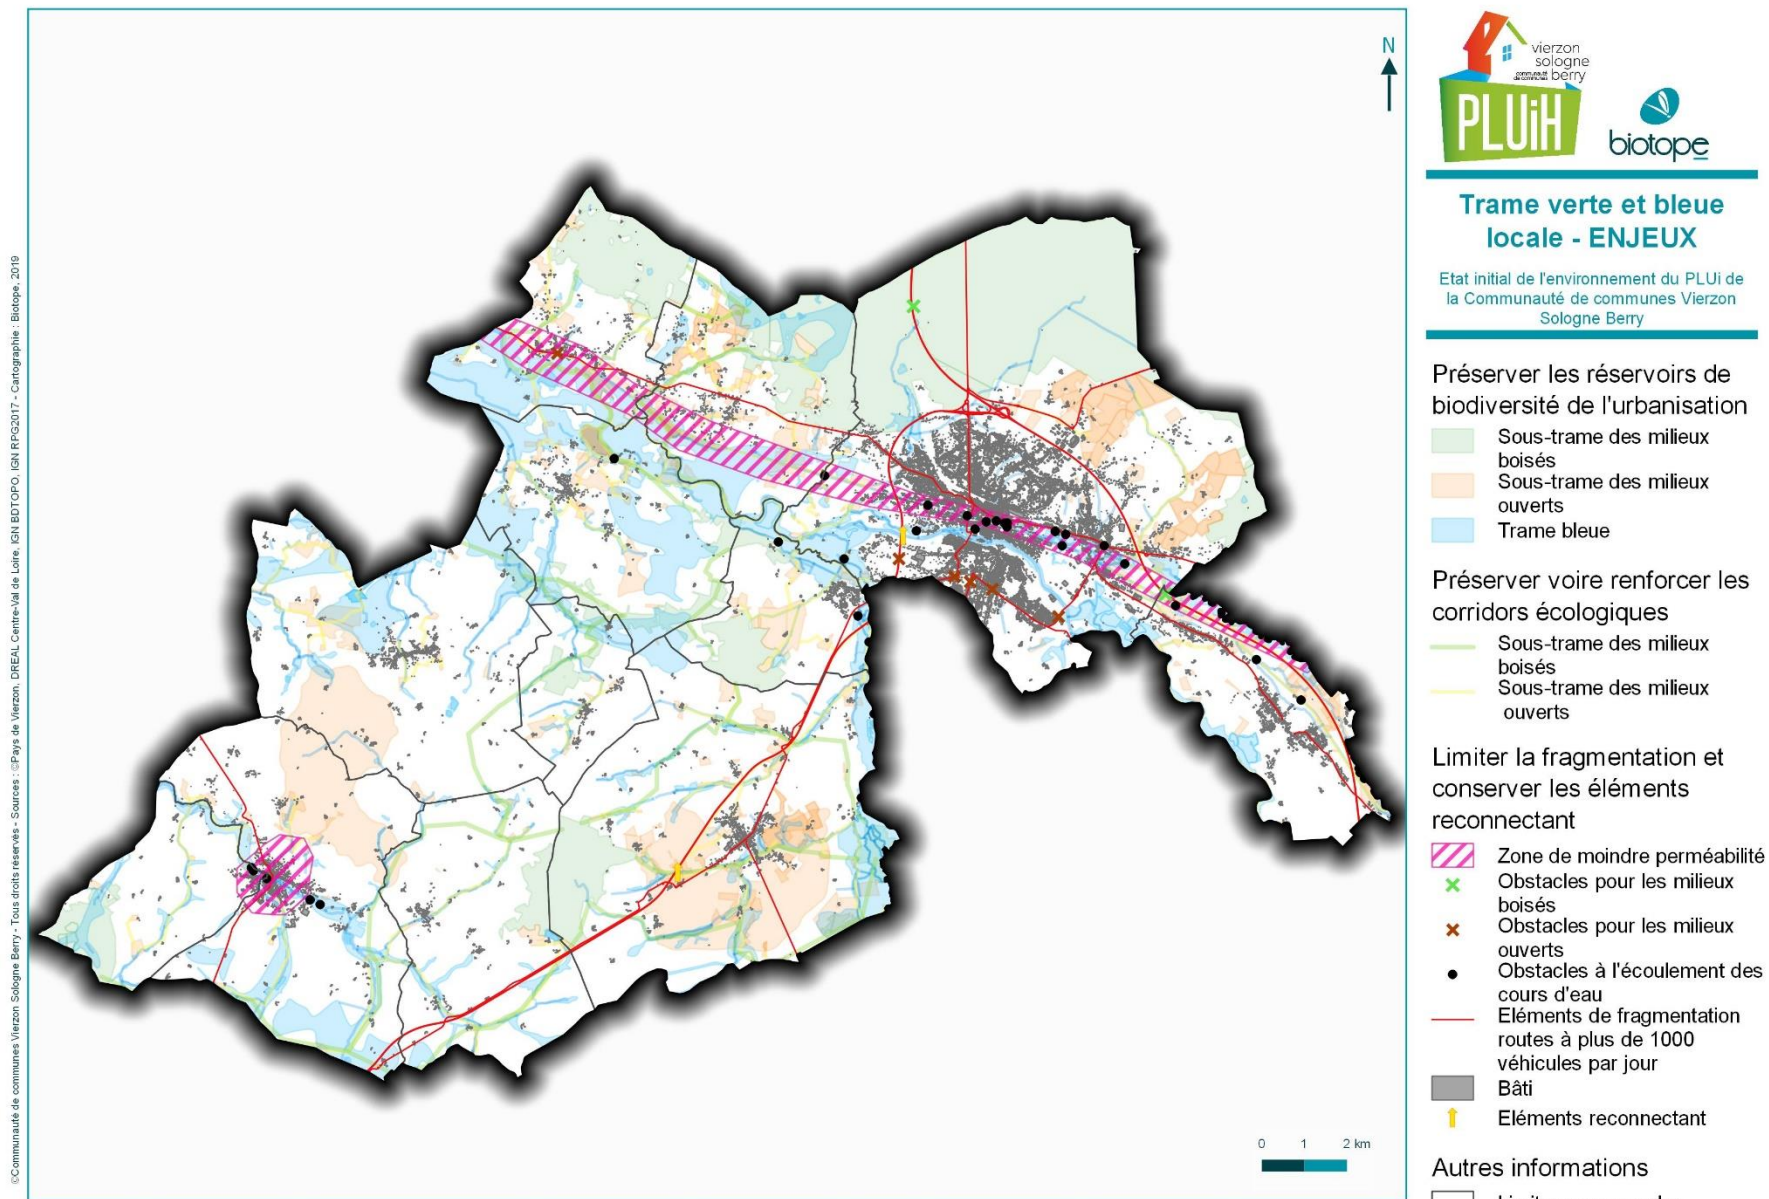 N
vierzon
sologne
communauté
de communes berry
PLUiH
biotope
Trame verte et bleue
locale - ENJEUX
Etat initial de l'environnement du PLUi de
la Communauté de communes Vierzon
Sologne Berry
Préserver les réservoirs de
biodiversité de l'urbanisation
Sous-trame des milieux
boisés
Sous-trame des milieux
ouverts
Trame bleue
Préserver voire renforcer les
corridors écologiques
Sous-trame des milieux
boisés
Sous-trame des milieux
ouverts
Limiter la fragmentation et
conserver les éléments
reconnectant
Zone de moindre perméabilité
Obstacles pour les milieux
boisés
Obstacles pour les milieux
ouverts
Obstacles à l'écoulement des
cours d'eau
Eléments de fragmentation
routes à plus de 1000
véhicules par jour
Bâti
Eléments reconnectant
Autres informations
0 1 2 km
©Communauté de communes Vierzon Sologne Berry - Tous droits réservés - Sources : ©Pays de Vierzon, DREAL Centre-Val de Loire, IGN BDTOPO, IGN RPG2017 - Cartographie : Biotope, 2019